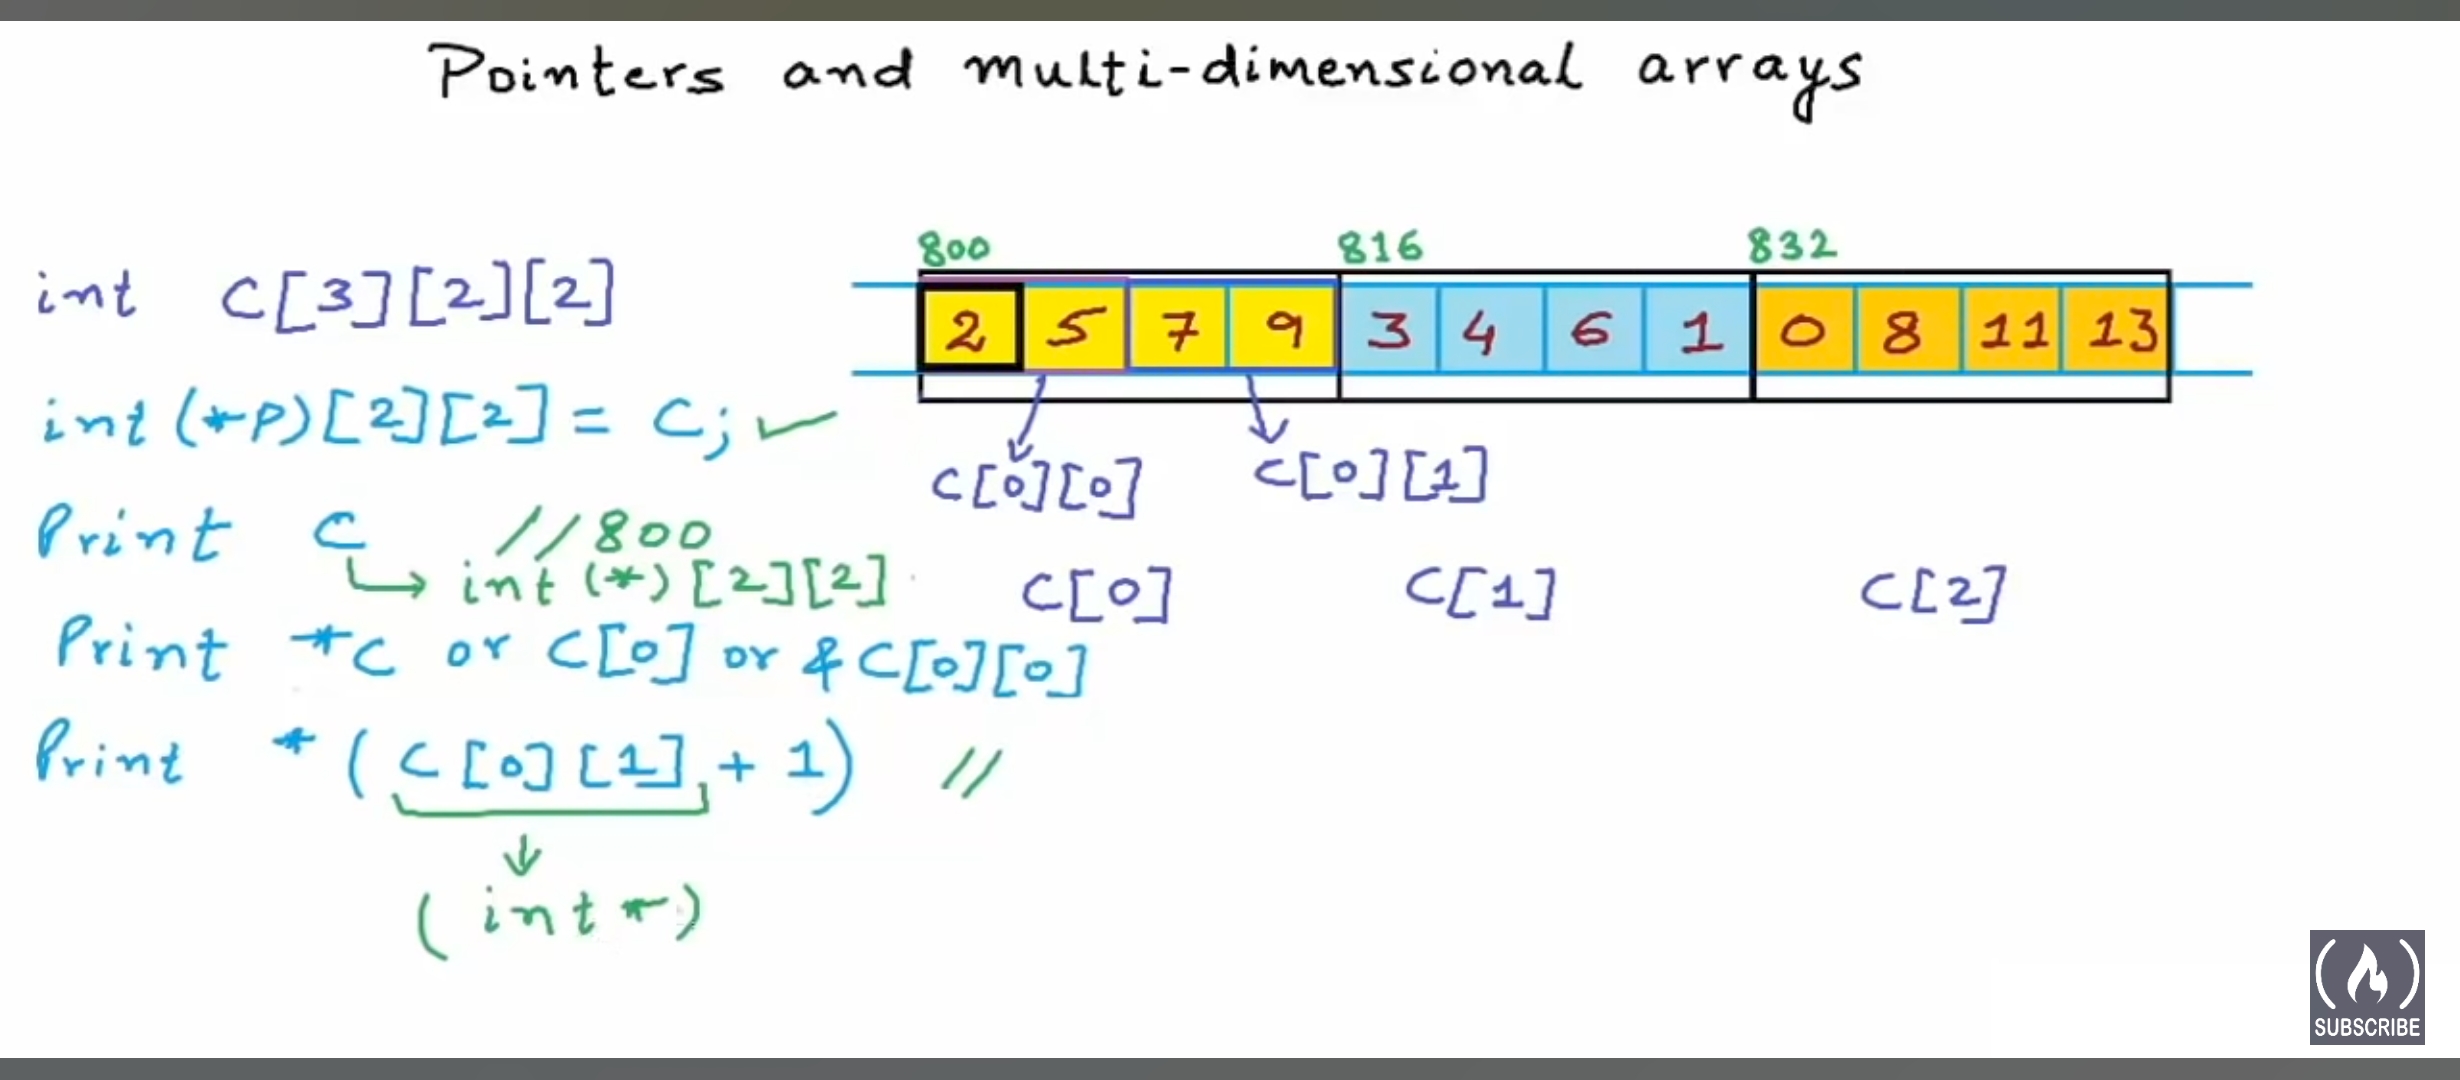 Pointers and multi-dimensional arrays
800 816 832
int C[3][2][2]
2 5 7 9 3 4 6 1 0 8 11 13
int (*P)[2][2] = C; ✓
C[0][0] C[0][1]
Print C //800
→ int (*) [2][2]
C[0] C[1] C[2]
Print *C or C[0] or &C[0][0]
Print *(C[0][1] + 1) //
(int *)
SUBSCRIBE